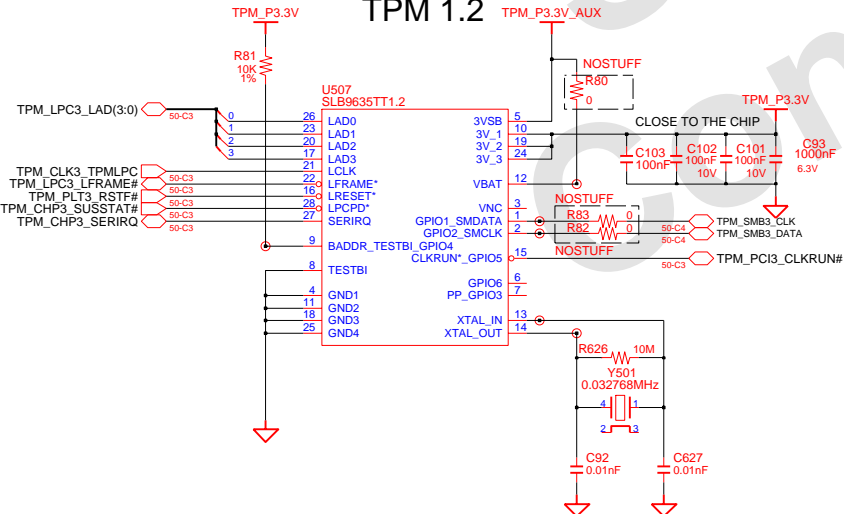 TPM 1.2
TPM_P3.3V
TPM_P3.3V_AUX
R81
10K
1%
NOSTUFF
R80
0
U507
SLB9635TT1.2
TPM_P3.3V
CLOSE TO THE CHIP
TPM_LPC3_LAD(3:0)
50-C3
0
1
2
3
26 LAD0
23 LAD1
20 LAD2
17 LAD3
21 LCLK
22 LFRAME*
16 LRESET*
28 LPCPD*
27 SERIRQ
9 BADDR_TESTBI_GPIO4
8 TESTBI
4 GND1
11 GND2
18 GND3
25 GND4
TPM_CLK3_TPMLPC
50-C3
TPM_LPC3_LFRAME#
50-C3
TPM_PLT3_RSTF#
50-C3
TPM_CHP3_SUSSTAT#
50-C3
TPM_CHP3_SERIRQ
50-C3
3VSB 5
3V_1 10
3V_2 19
3V_3 24
VBAT 12
VNC 3
GPIO1_SMDATA 1
GPIO2_SMCLK 2
CLKRUN*_GPIO5 15
GPIO6 6
PP_GPIO3 7
XTAL_IN 13
XTAL_OUT 14
C103
100nF
C102
100nF
10V
C101
100nF
10V
C93
1000nF
6.3V
NOSTUFF
R83 0
R82 0
NOSTUFF
50-C4
TPM_SMB3_CLK
50-C4
TPM_SMB3_DATA
50-C3
TPM_PCI3_CLKRUN#
R626 10M
Y501
0.032768MHz
4 1
2 3
C92
0.01nF
C627
0.01nF